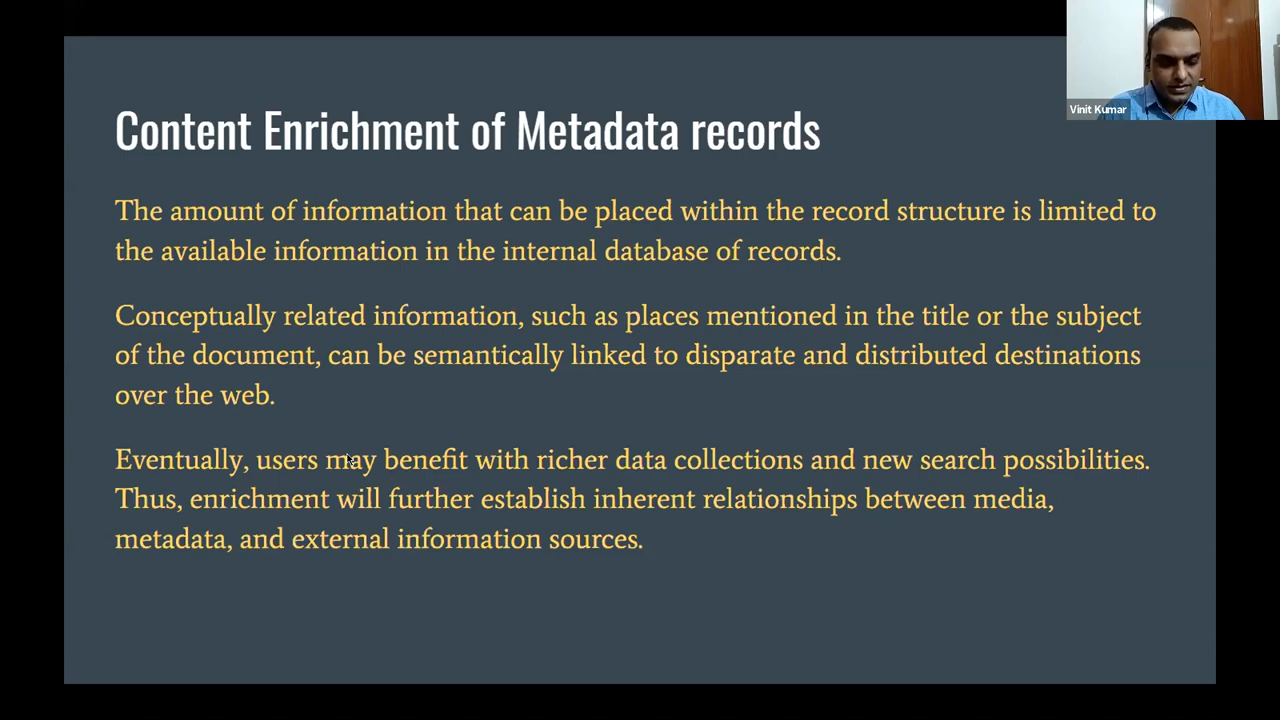 Vinit Kumar
Content Enrichment of Metadata records
The amount of information that can be placed within the record structure is limited to
the available information in the internal database of records.
Conceptually related information, such as places mentioned in the title or the subject
of the document, can be semantically linked to disparate and distributed destinations
over the web.
Eventually, users may benefit with richer data collections and new search possibilities.
Thus, enrichment will further establish inherent relationships between media,
metadata, and external information sources.